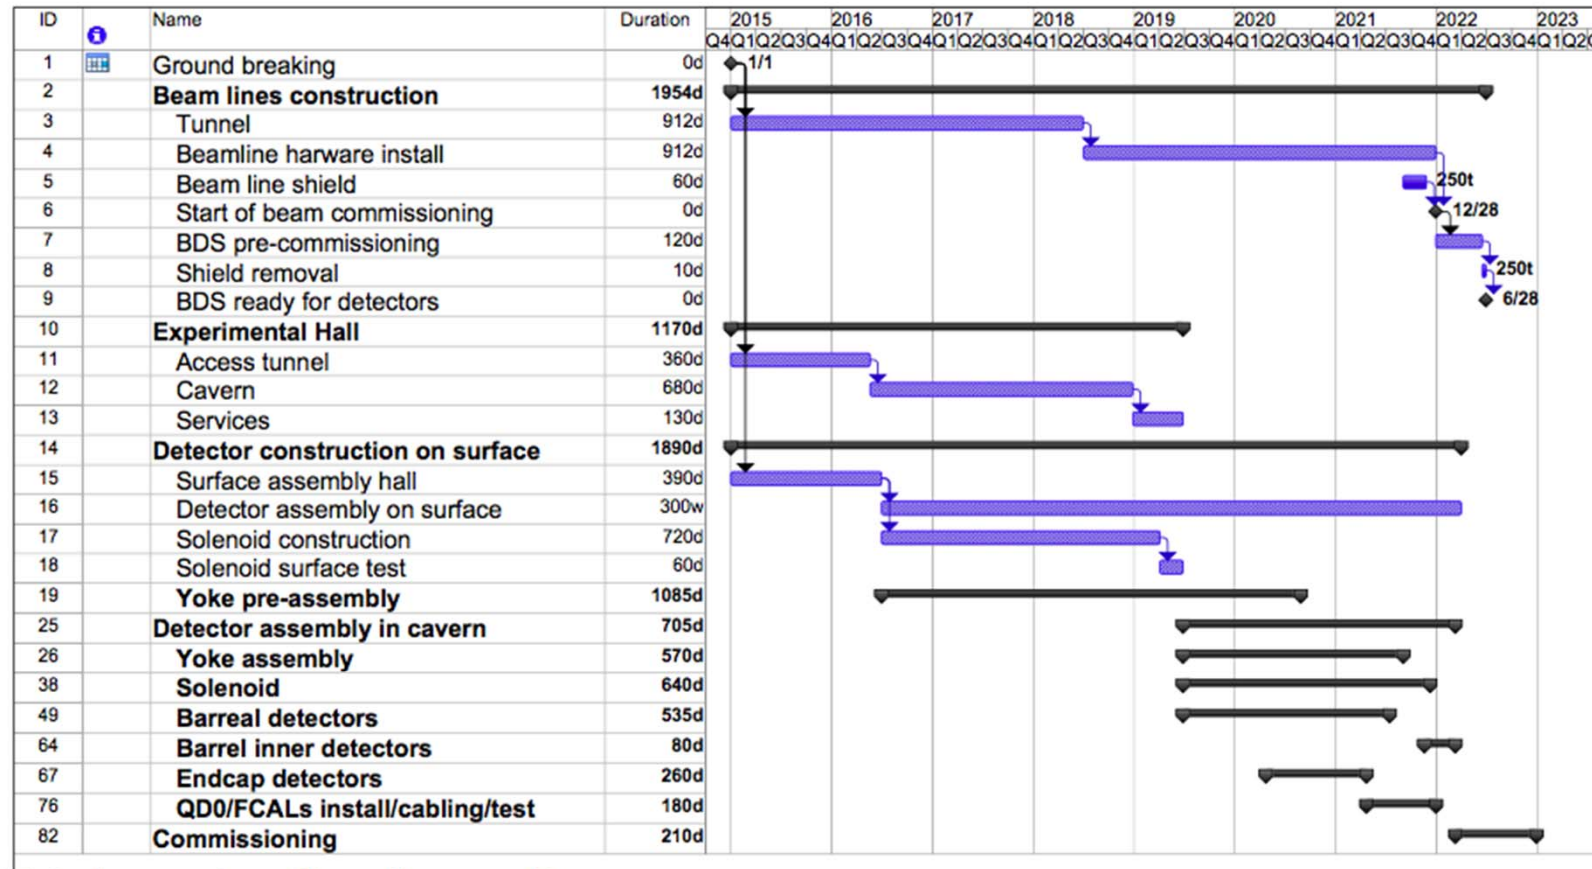 ID Name Duration 2015 2016 2017 2018 2019 2020 2021 2022 2023
i Q4Q1Q2Q3Q4Q1Q2Q3Q4Q1Q2Q3Q4Q1Q2Q3Q4Q1Q2Q3Q4Q1Q2Q3Q4Q1Q2Q3Q4Q1Q2Q3Q4Q1Q2
1 Ground breaking 0d 1/1
2 Beam lines construction 1954d
3 Tunnel 912d
4 Beamline harware install 912d
5 Beam line shield 60d 250t
6 Start of beam commissioning 0d 12/28
7 BDS pre-commissioning 120d
8 Shield removal 10d 250t
9 BDS ready for detectors 0d 6/28
10 Experimental Hall 1170d
11 Access tunnel 360d
12 Cavern 680d
13 Services 130d
14 Detector construction on surface 1890d
15 Surface assembly hall 390d
16 Detector assembly on surface 300w
17 Solenoid construction 720d
18 Solenoid surface test 60d
19 Yoke pre-assembly 1085d
25 Detector assembly in cavern 705d
26 Yoke assembly 570d
38 Solenoid 640d
49 Barreal detectors 535d
64 Barrel inner detectors 80d
67 Endcap detectors 260d
76 QD0/FCALs install/cabling/test 180d
82 Commissioning 210d